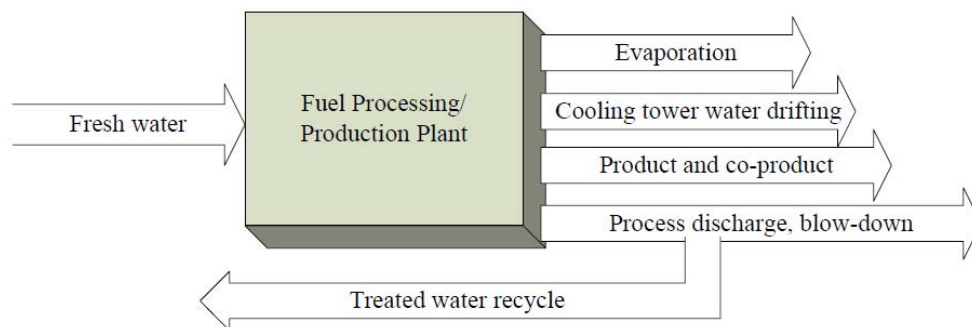 Evaporation
Fresh water
Fuel Processing/
Production Plant
Cooling tower water drifting
Product and co-product
Process discharge, blow-down
Treated water recycle